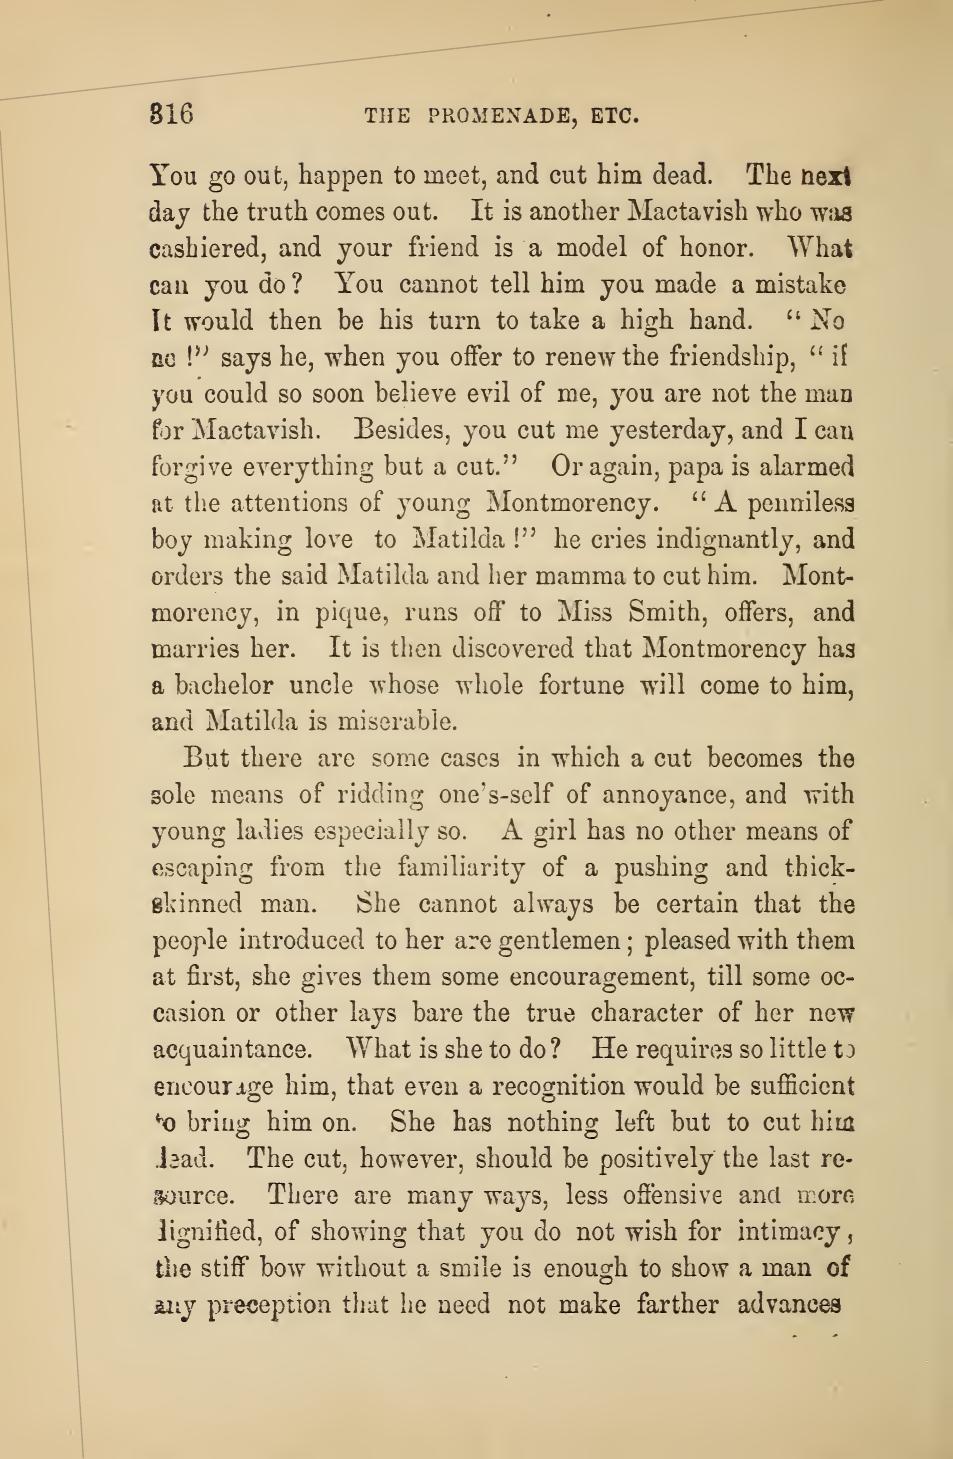 316 THE PROMENADE, ETC.
You go out, happen to meet, and cut him dead. The next
day the truth comes out. It is another Mactavish who was
cashiered, and your friend is a model of honor. What
can you do? You cannot tell him you made a mistake
It would then be his turn to take a high hand. "No
no!" says he, when you offer to renew the friendship, "if
you could so soon believe evil of me, you are not the man
for Mactavish. Besides, you cut me yesterday, and I can
forgive everything but a cut." Or again, papa is alarmed
at the attentions of young Montmorency. "A penniless
boy making love to Matilda!" he cries indignantly, and
orders the said Matilda and her mamma to cut him. Mont-
morency, in pique, runs off to Miss Smith, offers, and
marries her. It is then discovered that Montmorency has
a bachelor uncle whose whole fortune will come to him,
and Matilda is miserable.
But there are some cases in which a cut becomes the
sole means of ridding one's-self of annoyance, and with
young ladies especially so. A girl has no other means of
escaping from the familiarity of a pushing and thick-
skinned man. She cannot always be certain that the
people introduced to her are gentlemen; pleased with them
at first, she gives them some encouragement, till some oc-
casion or other lays bare the true character of her new
acquaintance. What is she to do? He requires so little to
encourage him, that even a recognition would be sufficient
to bring him on. She has nothing left but to cut him
dead. The cut, however, should be positively the last re-
source. There are many ways, less offensive and more
dignified, of showing that you do not wish for intimacy,
the stiff bow without a smile is enough to show a man of
any preception that he need not make farther advances